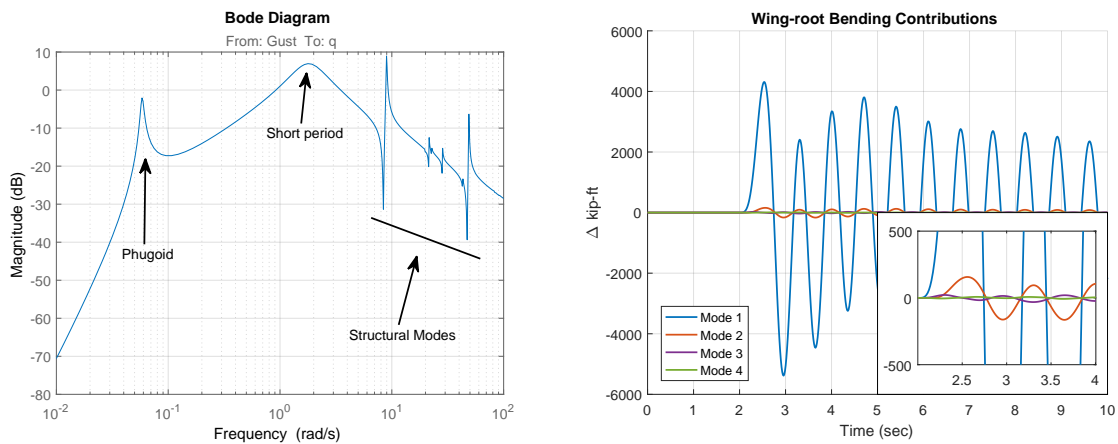 Bode Diagram
From: Gust To: q
Magnitude (dB)
10
0
-10
-20
-30
-40
-50
-60
-70
-80
Phugoid
Short period
Structural Modes
10^-2
10^-1
10^0
10^1
10^2
Frequency (rad/s)
Wing-root Bending Contributions
Δ kip-ft
6000
4000
2000
0
-2000
-4000
-6000
Mode 1
Mode 2
Mode 3
Mode 4
500
0
-500
2.5 3 3.5 4
0 1 2 3 4 5 6 7 8 9 10
Time (sec)